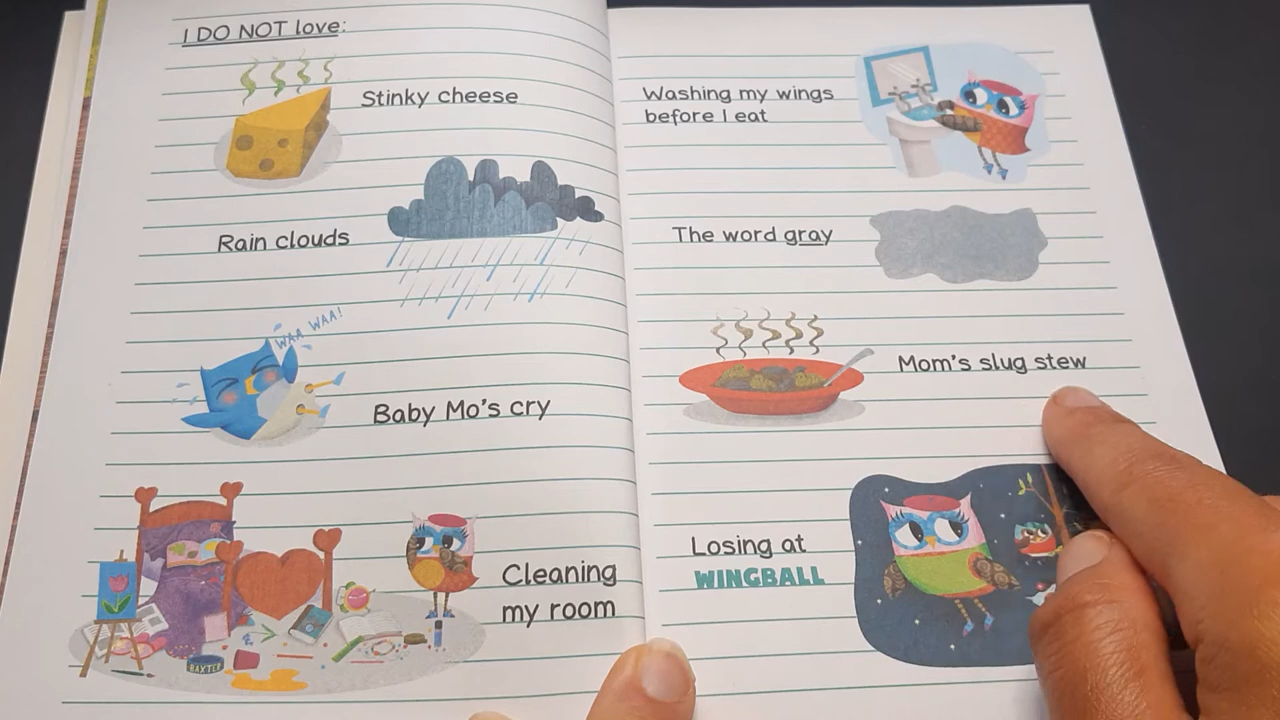 I DO NOT love:
Stinky cheese
Rain clouds
WAA WAA!
Baby Mo's cry
BAXTER
Cleaning
my room
Washing my wings
before I eat
The word gray
Mom's slug stew
Losing at
WINGBALL